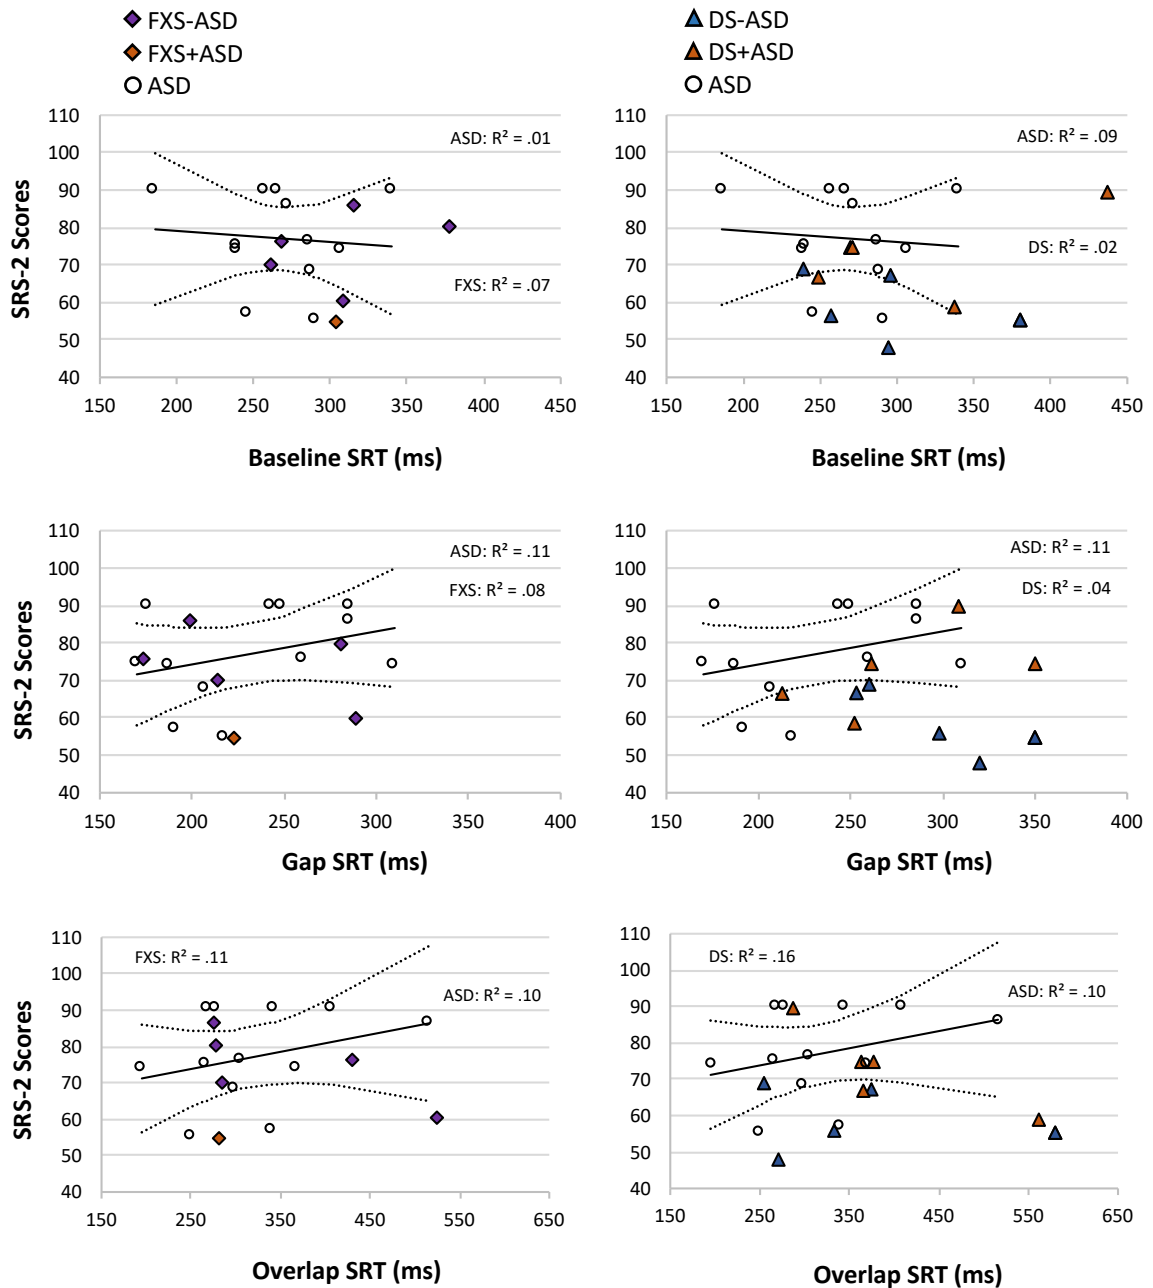 FXS-ASD
FXS+ASD
ASD
DS-ASD
DS+ASD
ASD
SRS-2 Scores
110
100
90
80
70
60
50
40
ASD: R² = .01
FXS: R² = .07
150 200 250 300 350 400 450
Baseline SRT (ms)
110
100
90
80
70
60
50
40
ASD: R² = .09
DS: R² = .02
150 200 250 300 350 400 450
Baseline SRT (ms)
SRS-2 Scores
110
100
90
80
70
60
50
40
ASD: R² = .11
FXS: R² = .08
150 200 250 300 350 400
Gap SRT (ms)
110
100
90
80
70
60
50
40
ASD: R² = .11
DS: R² = .04
150 200 250 300 350 400
Gap SRT (ms)
SRS-2 Scores
110
100
90
80
70
60
50
40
FXS: R² = .11
ASD: R² = .10
150 250 350 450 550 650
Overlap SRT (ms)
110
100
90
80
70
60
50
40
DS: R² = .16
ASD: R² = .10
150 250 350 450 550 650
Overlap SRT (ms)